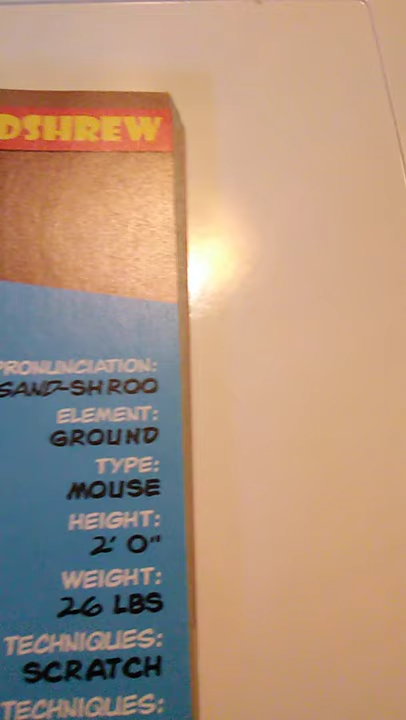 DSHREW
PRONUNCIATION:
SAND-SHROO
ELEMENT:
GROUND
TYPE:
MOUSE
HEIGHT:
2' 0"
WEIGHT:
26 LBS
TECHNIQUES:
SCRATCH
TECHNIQUES: